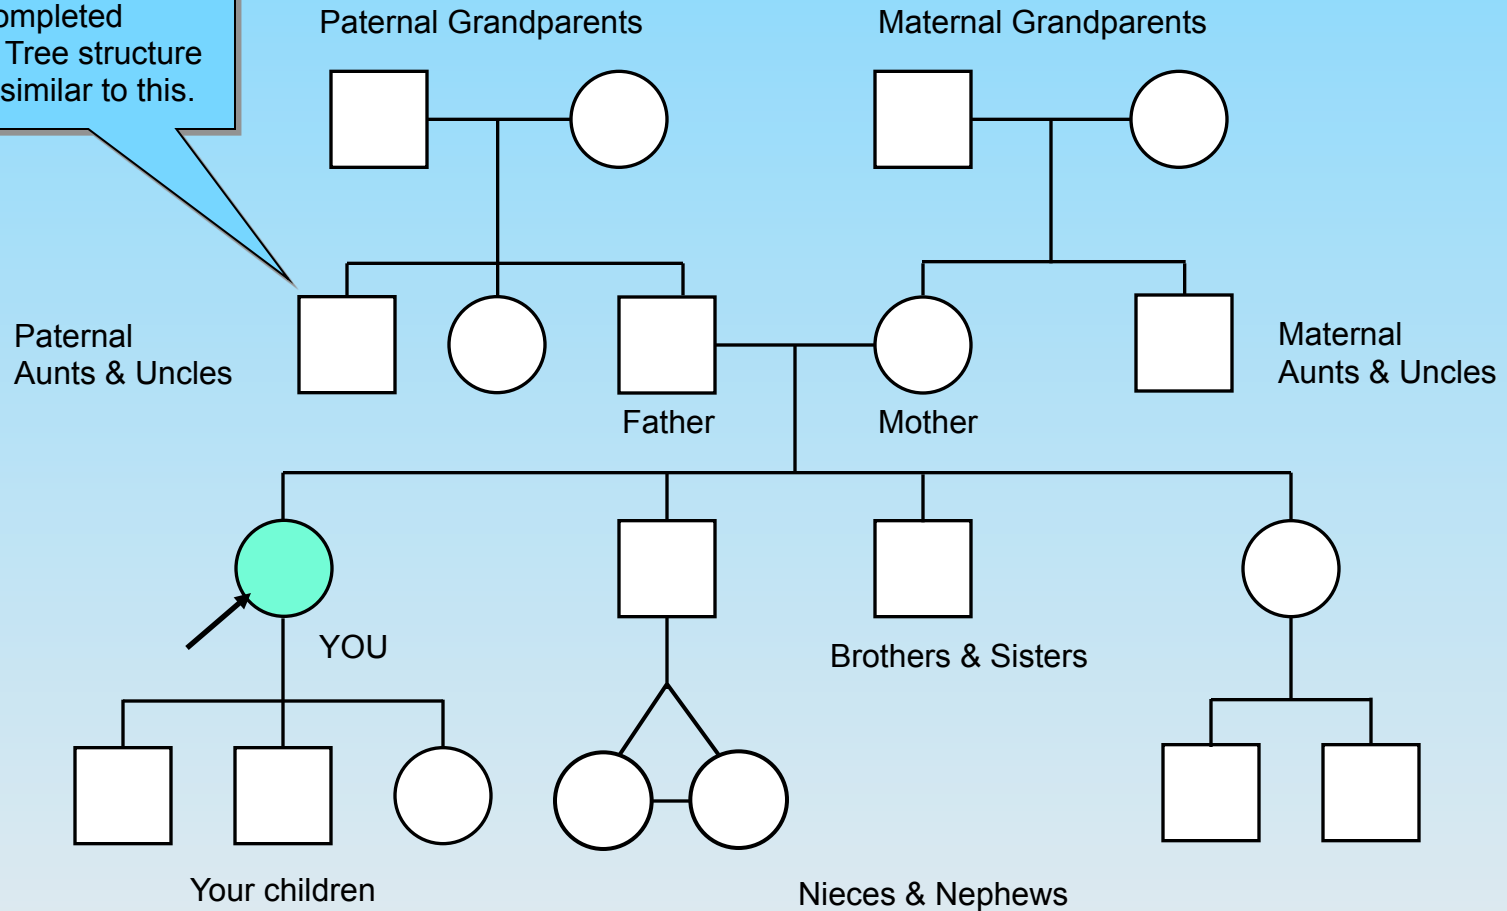 Tree structure
similar to this.
Paternal Grandparents
Maternal Grandparents
Paternal
Aunts & Uncles
Father
Mother
Maternal
Aunts & Uncles
YOU
Brothers & Sisters
Your children
Nieces & Nephews